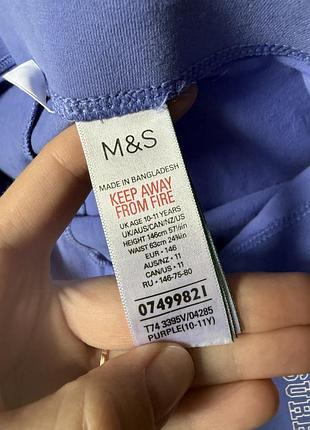 M&S
MADE IN BANGLADESH
KEEP AWAY
FROM FIRE
UK AGE 10-11 YEARS
UK/AUS/CAN/NZ/US
HEIGHT 146cm 57½in
WAIST 63cm 24¾in
EUR • 146
AUS/NZ • 11
CAN/US • 11
RU • 146-75-80
07499821
T74 3395V/04285
PURPLE(10-11Y)